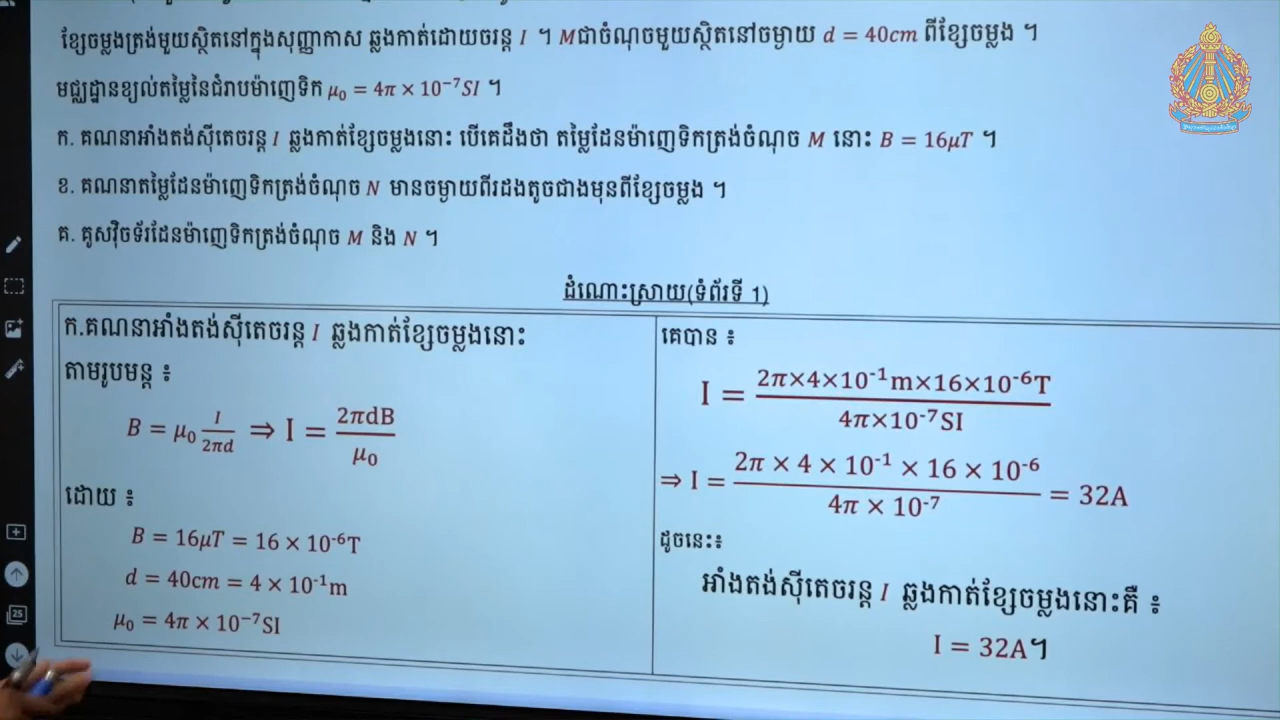 ខ្សែចម្លងត្រង់មួយស្ថិតនៅក្នុងសុញ្ញាកាស ឆ្លងកាត់ដោយចរន្ត I ។ M ជាចំណុចមួយស្ថិតនៅចម្ងាយ d = 40cm ពីខ្សែចម្លង ។
មជ្ឈដ្ឋានខ្យល់តម្លៃនៃជំរាបម៉ាញេទិក μ₀ = 4π × 10⁻⁷SI ។
ក. គណនាអាំងតង់ស៊ីតេចរន្ត I ឆ្លងកាត់ខ្សែចម្លងនោះ បើគេដឹងថា តម្លៃដែនម៉ាញេទិកត្រង់ចំណុច M នោះ B = 16μT ។
ខ. គណនាតម្លៃដែនម៉ាញេទិកត្រង់ចំណុច N មានចម្ងាយពីរដងតូចជាងមុនពីខ្សែចម្លង ។
គ. គូសវ៉ិចទ័រដែនម៉ាញេទិកត្រង់ចំណុច M និង N ។
ដំណោះស្រាយ(ទំព័រទី 1)
ក.គណនាអាំងតង់ស៊ីតេចរន្ត I ឆ្លងកាត់ខ្សែចម្លងនោះ
តាមរូបមន្ត ៖
B = μ₀ I/2πd ⇒ I = 2πdB/μ₀
ដោយ ៖
B = 16μT = 16 × 10⁻⁶T
d = 40cm = 4 × 10⁻¹m
μ₀ = 4π × 10⁻⁷SI
គេបាន ៖
I = 2π×4×10⁻¹m×16×10⁻⁶T/4π×10⁻⁷SI
⇒ I = 2π × 4 × 10⁻¹ × 16 × 10⁻⁶/4π × 10⁻⁷ = 32A
ដូចនេះ៖
អាំងតង់ស៊ីតេចរន្ត I ឆ្លងកាត់ខ្សែចម្លងនោះគឺ ៖
I = 32A។
25